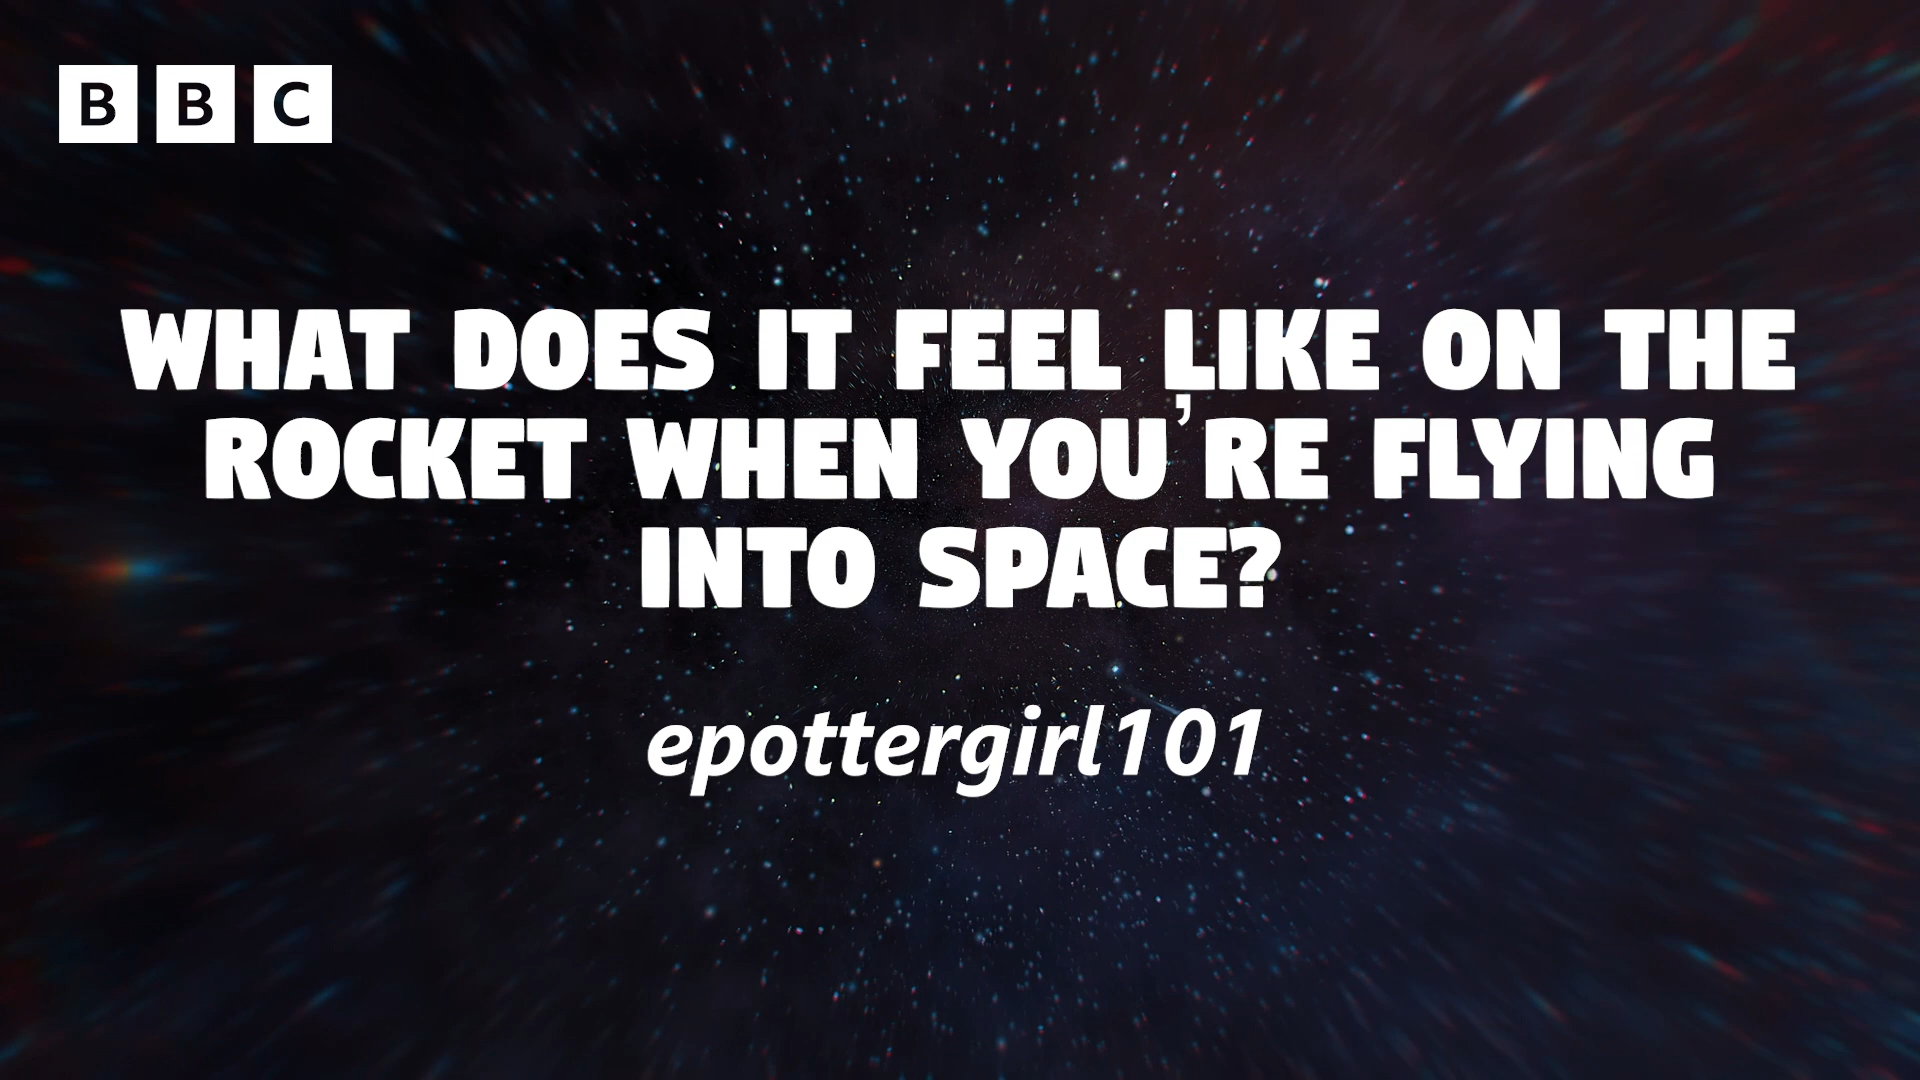 BBC
WHAT DOES IT FEEL LIKE ON THE
ROCKET WHEN YOU'RE FLYING
INTO SPACE?
epottergirl101